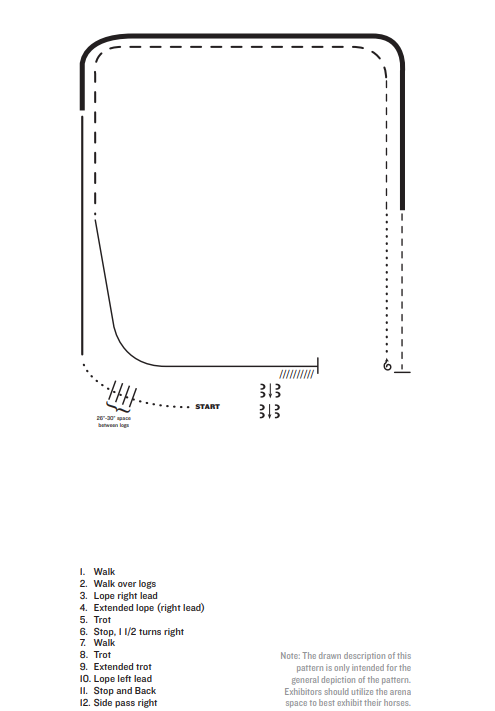 START
26"-30" space
between logs
1. Walk
2. Walk over logs
3. Lope right lead
4. Extended lope (right lead)
5. Trot
6. Stop, 1 1/2 turns right
7. Walk
8. Trot
9. Extended trot
10. Lope left lead
11. Stop and Back
12. Side pass right
Note: The drawn description of this
pattern is only intended for the
general depiction of the pattern.
Exhibitors should utilize the arena
space to best exhibit their horses.